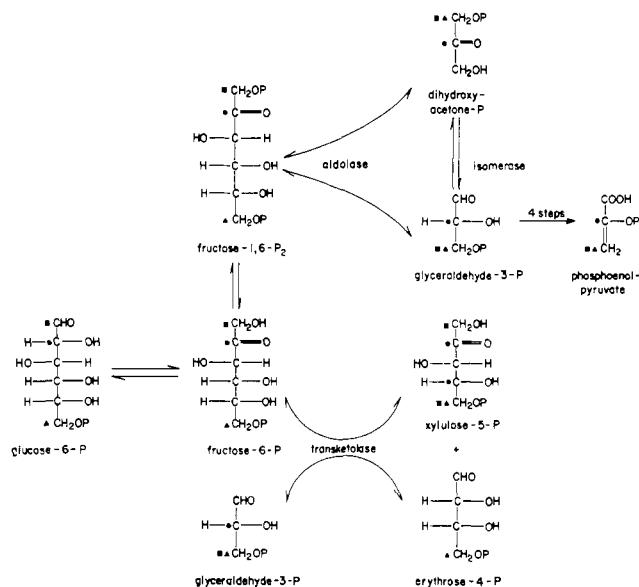 ■▲CH₂OP
●C=O
CH₂OH
dihydroxy-
acetone-P
■CH₂OP
●C=O
HO—C—H
H—C—OH
H—C—OH
▲CH₂OP
fructose-1,6-P₂
aldolase
isomerase
CHO
H—●C—OH
■▲CH₂OP
glyceraldehyde-3-P
4 steps
COOH
●C—OP
■▲CH₂
phosphoenol-
pyruvate
■CHO
H—●C—OH
HO—C—H
H—C—OH
H—C—OH
▲CH₂OP
glucose-6-P
■CH₂OH
●C=O
HO—C—H
H—C—OH
H—C—OH
▲CH₂OP
fructose-6-P
transketolase
■CH₂OH
●C=O
HO—C—H
H—●C—OH
■▲CH₂OP
xylulose-5-P
+
CHO
H—●C—OH
■▲CH₂OP
glyceraldehyde-3-P
CHO
H—C—OH
H—C—OH
▲CH₂OP
erythrose-4-P